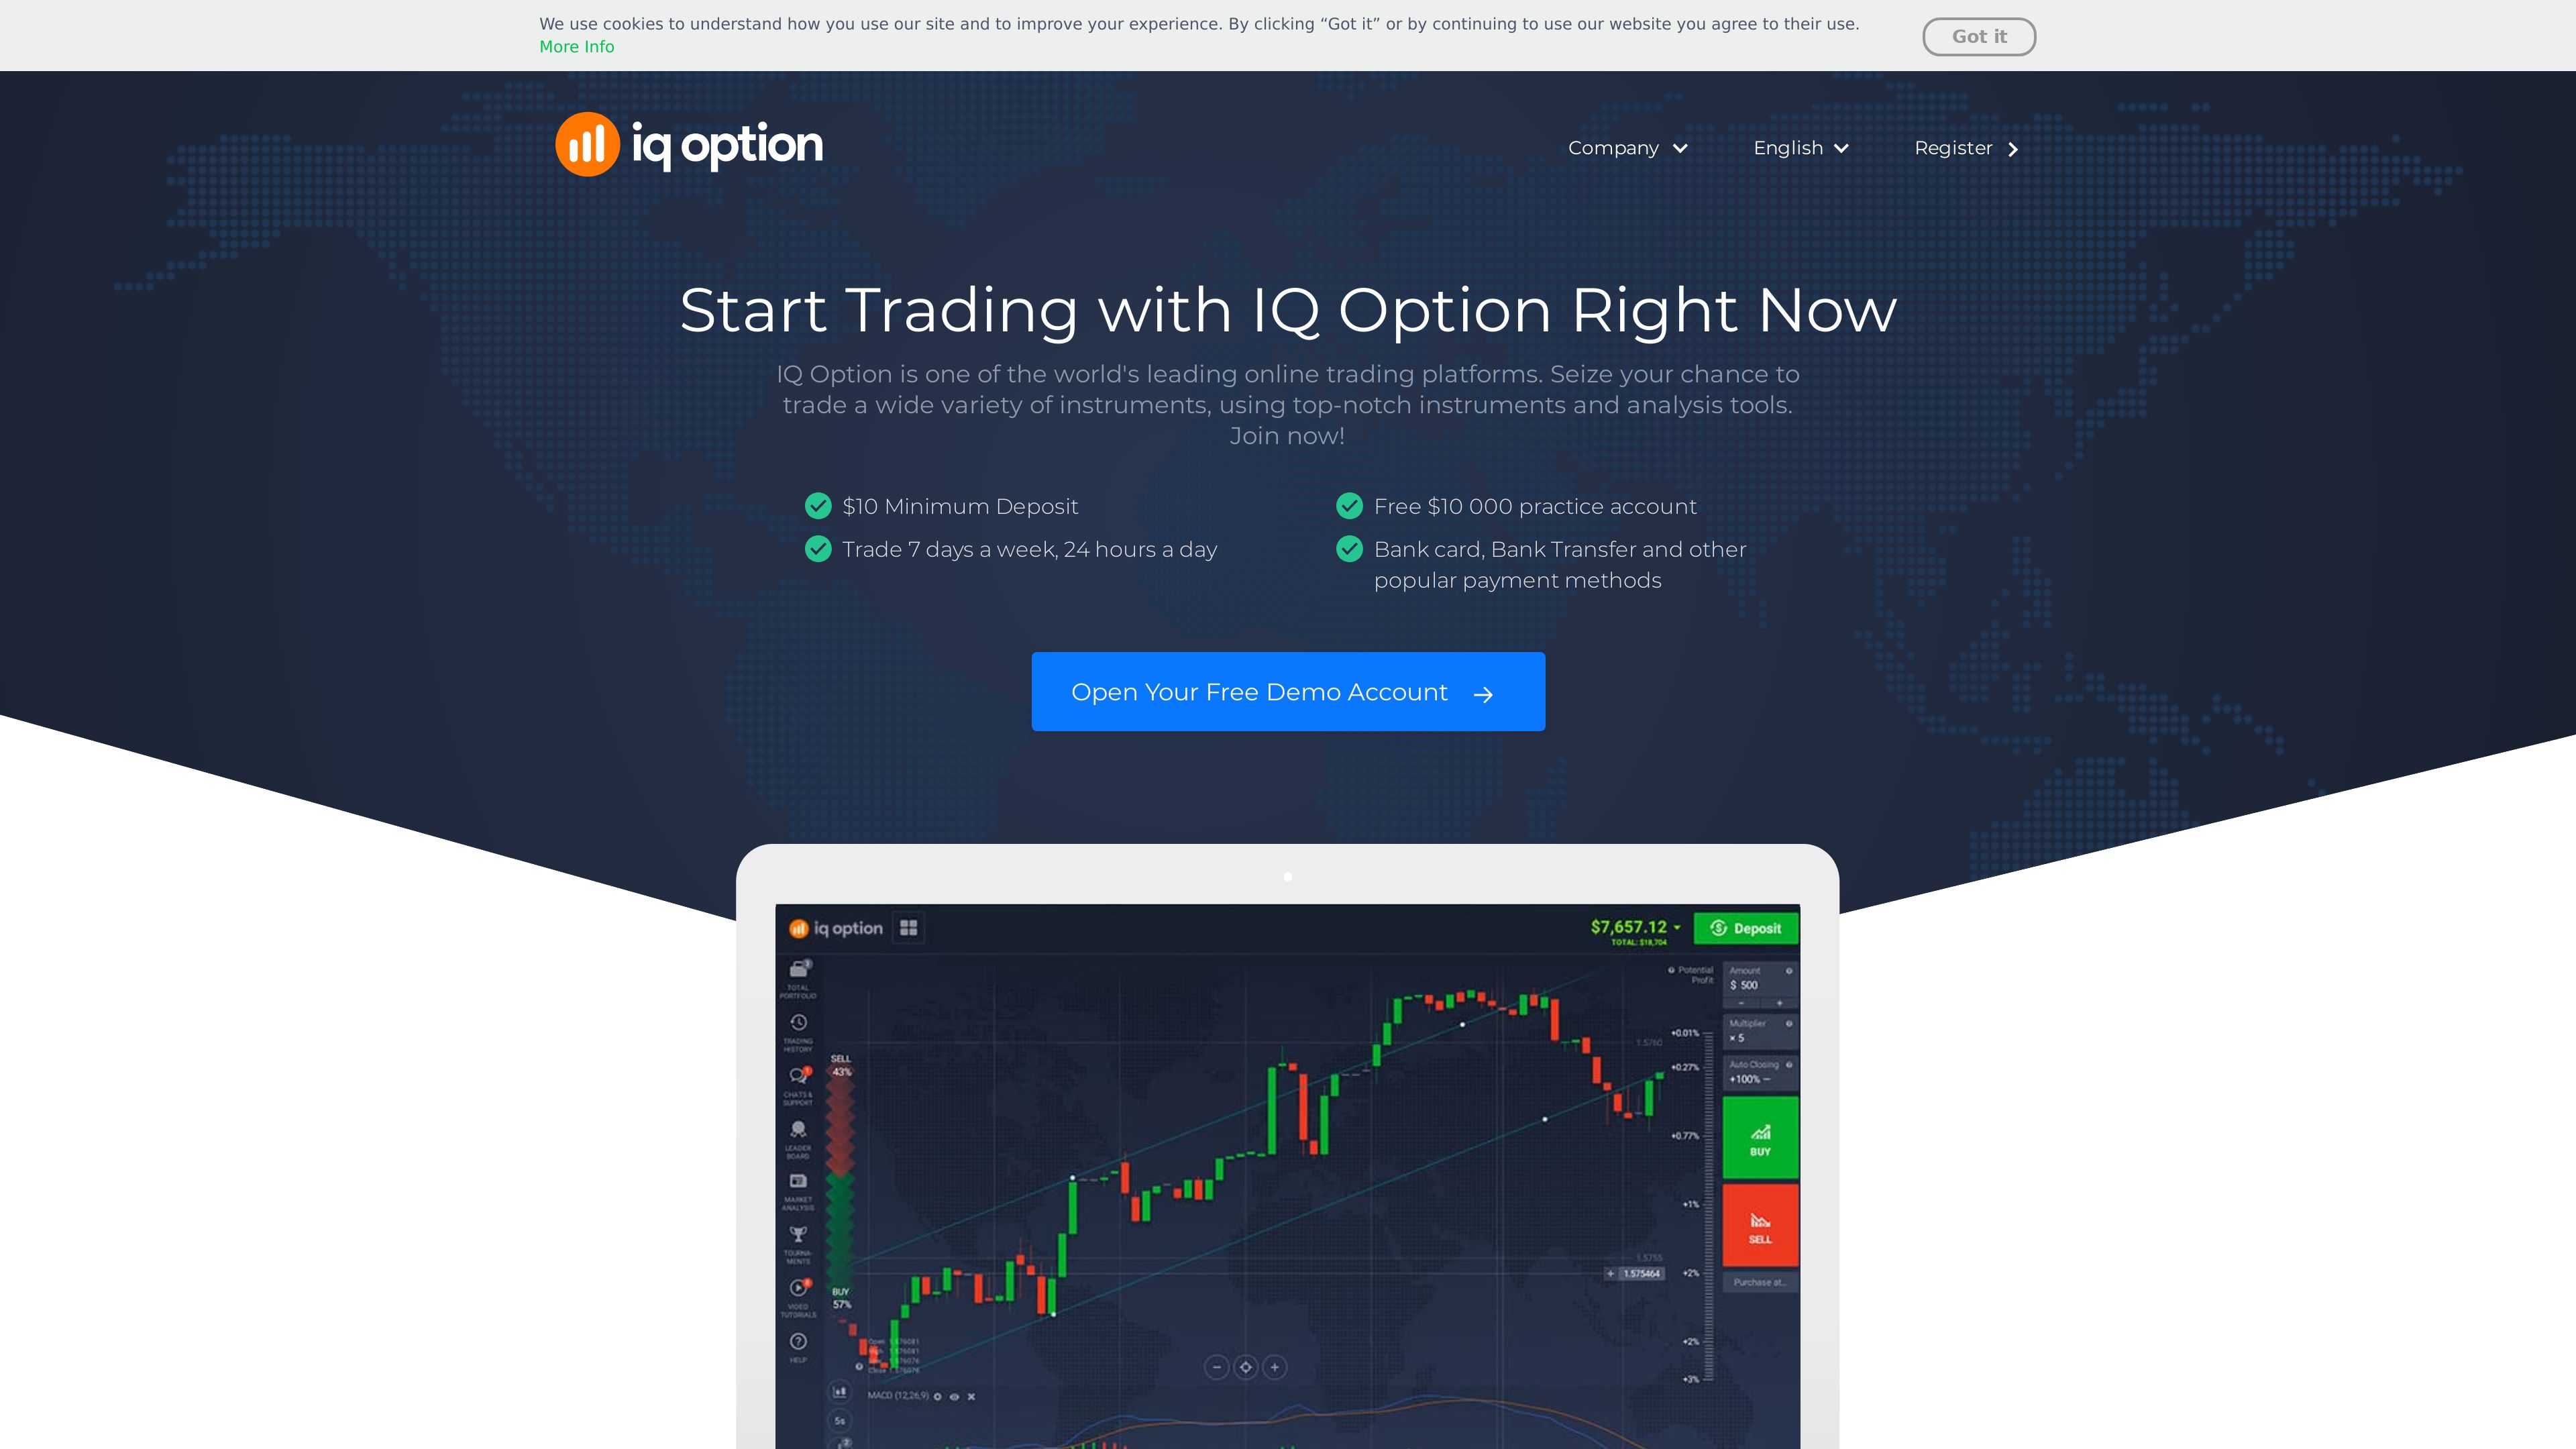 We use cookies to understand how you use our site and to improve your experience. By clicking “Got it” or by continuing to use our website you agree to their use.
More Info
Got it
iq option
Company
English
Register
Start Trading with IQ Option Right Now
IQ Option is one of the world's leading online trading platforms. Seize your chance to
trade a wide variety of instruments, using top-notch instruments and analysis tools.
Join now!
$10 Minimum Deposit
Free $10 000 practice account
Trade 7 days a week, 24 hours a day
Bank card, Bank Transfer and other
popular payment methods
Open Your Free Demo Account
iq option
$7,657.12
TOTAL: $18,704
Deposit
TOTAL
PORTFOLIO
TRADING
HISTORY
CHATS &
SUPPORT
LEADER
BOARD
MARKET
ANALYSIS
TOURNA-
MENTS
VIDEO
TUTORIALS
HELP
SELL
43%
BUY
57%
Potential
Profit
+0.01%
+0.27%
+0.77%
+1%
+2%
+2%
+3%
1.5760
1.5755
+ 1.575464
Amount
$ 500
Multiplier
× 5
Auto Closing
+100% –
BUY
SELL
Purchase at...
MACD (12,26,9)
5s